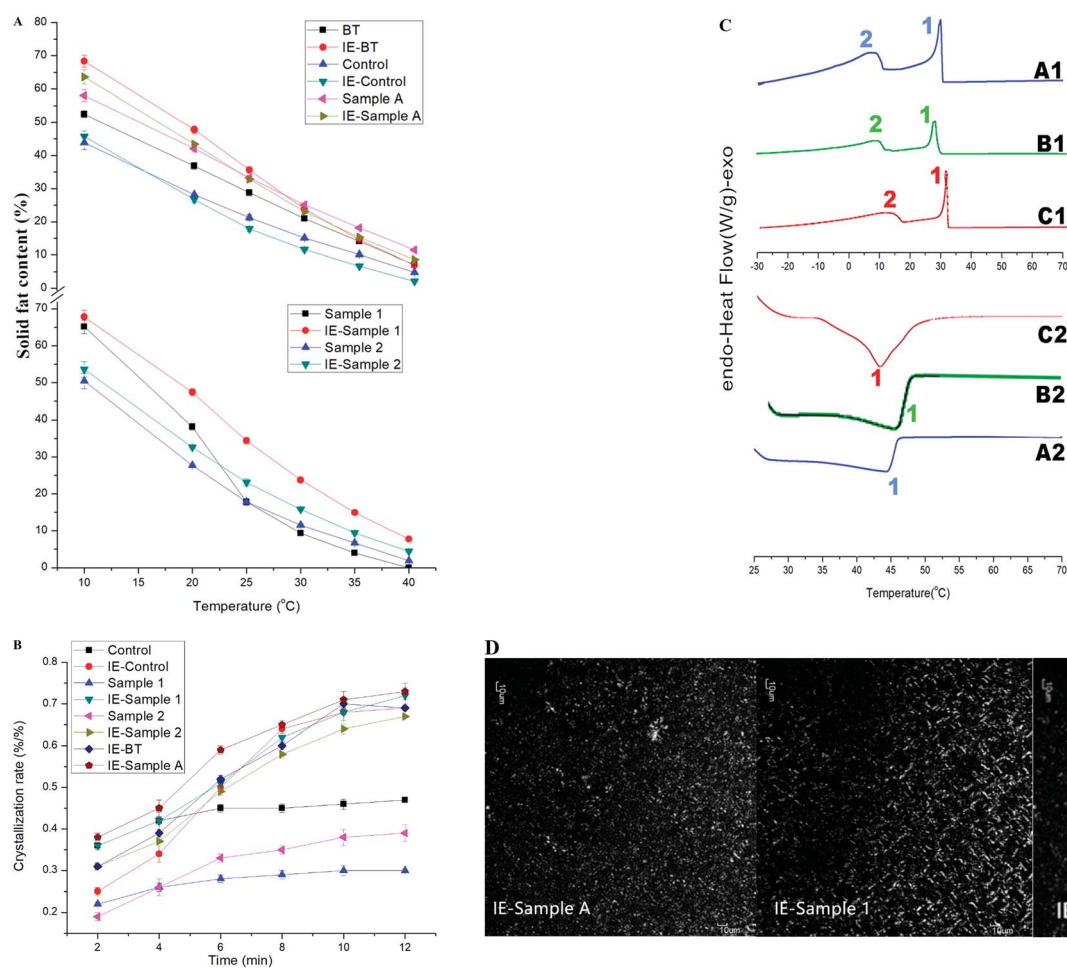 A
80
70
60
50
40
30
20
10
0
70
60
50
40
30
20
10
0
Solid fat content (%)
BT
IE-BT
Control
IE-Control
Sample A
IE-Sample A
Sample 1
IE-Sample 1
Sample 2
IE-Sample 2
10 15 20 25 30 35 40
Temperature (°C)
C
endo-Heat Flow(W/g)-exo
2 1
A1
2 1
B1
2 1
C1
-30 -20 -10 0 10 20 30 40 50 60 70
C2
1
B2
1
A2
1
25 30 35 40 45 50 55 60 65 70
Temperature(°C)
B
0.8
0.7
0.6
0.5
0.4
0.3
0.2
Crystallization rate (%/%)
Control
IE-Control
Sample 1
IE-Sample 1
Sample 2
IE-Sample 2
IE-BT
IE-Sample A
2 4 6 8 10 12
Time (min)
D
10um
IE-Sample A
10um
10um
IE-Sample 1
10um